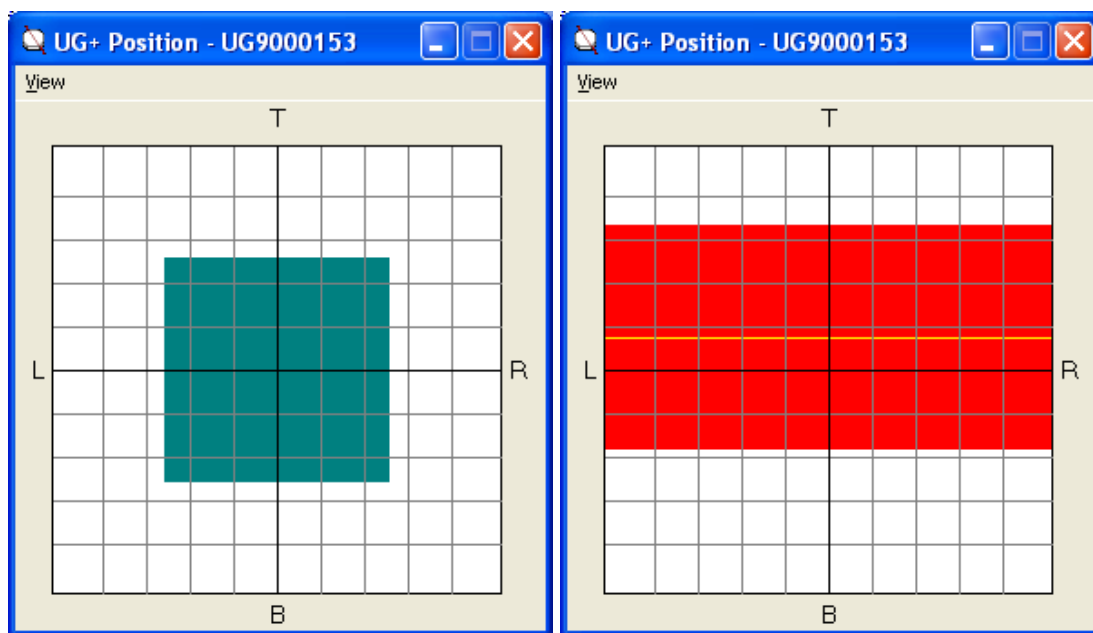 UG+ Position - UG9000153
View
T
L
R
B
UG+ Position - UG9000153
View
T
L
R
B